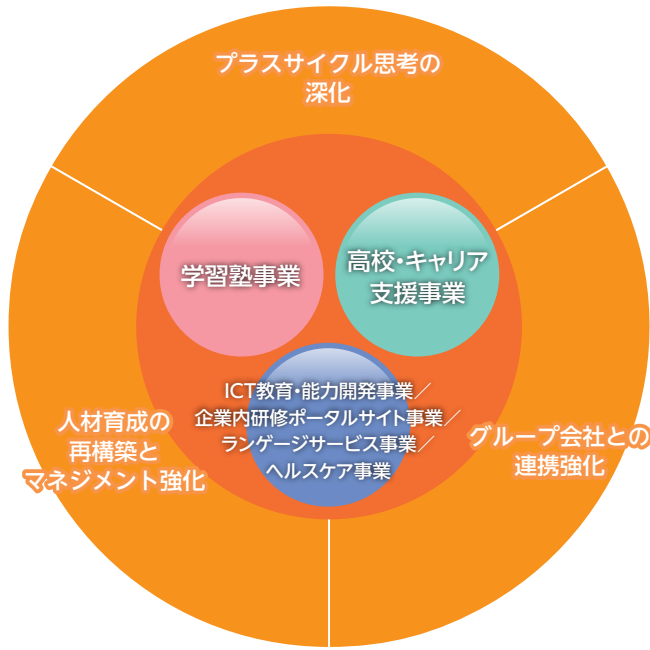 プラスサイクル思考の
深化
学習塾事業
高校・キャリア
支援事業
ICT教育・能力開発事業／
企業内研修ポータルサイト事業／
ランゲージサービス事業／
ヘルスケア事業
人材育成の
再構築と
マネジメント強化
グループ会社との
連携強化